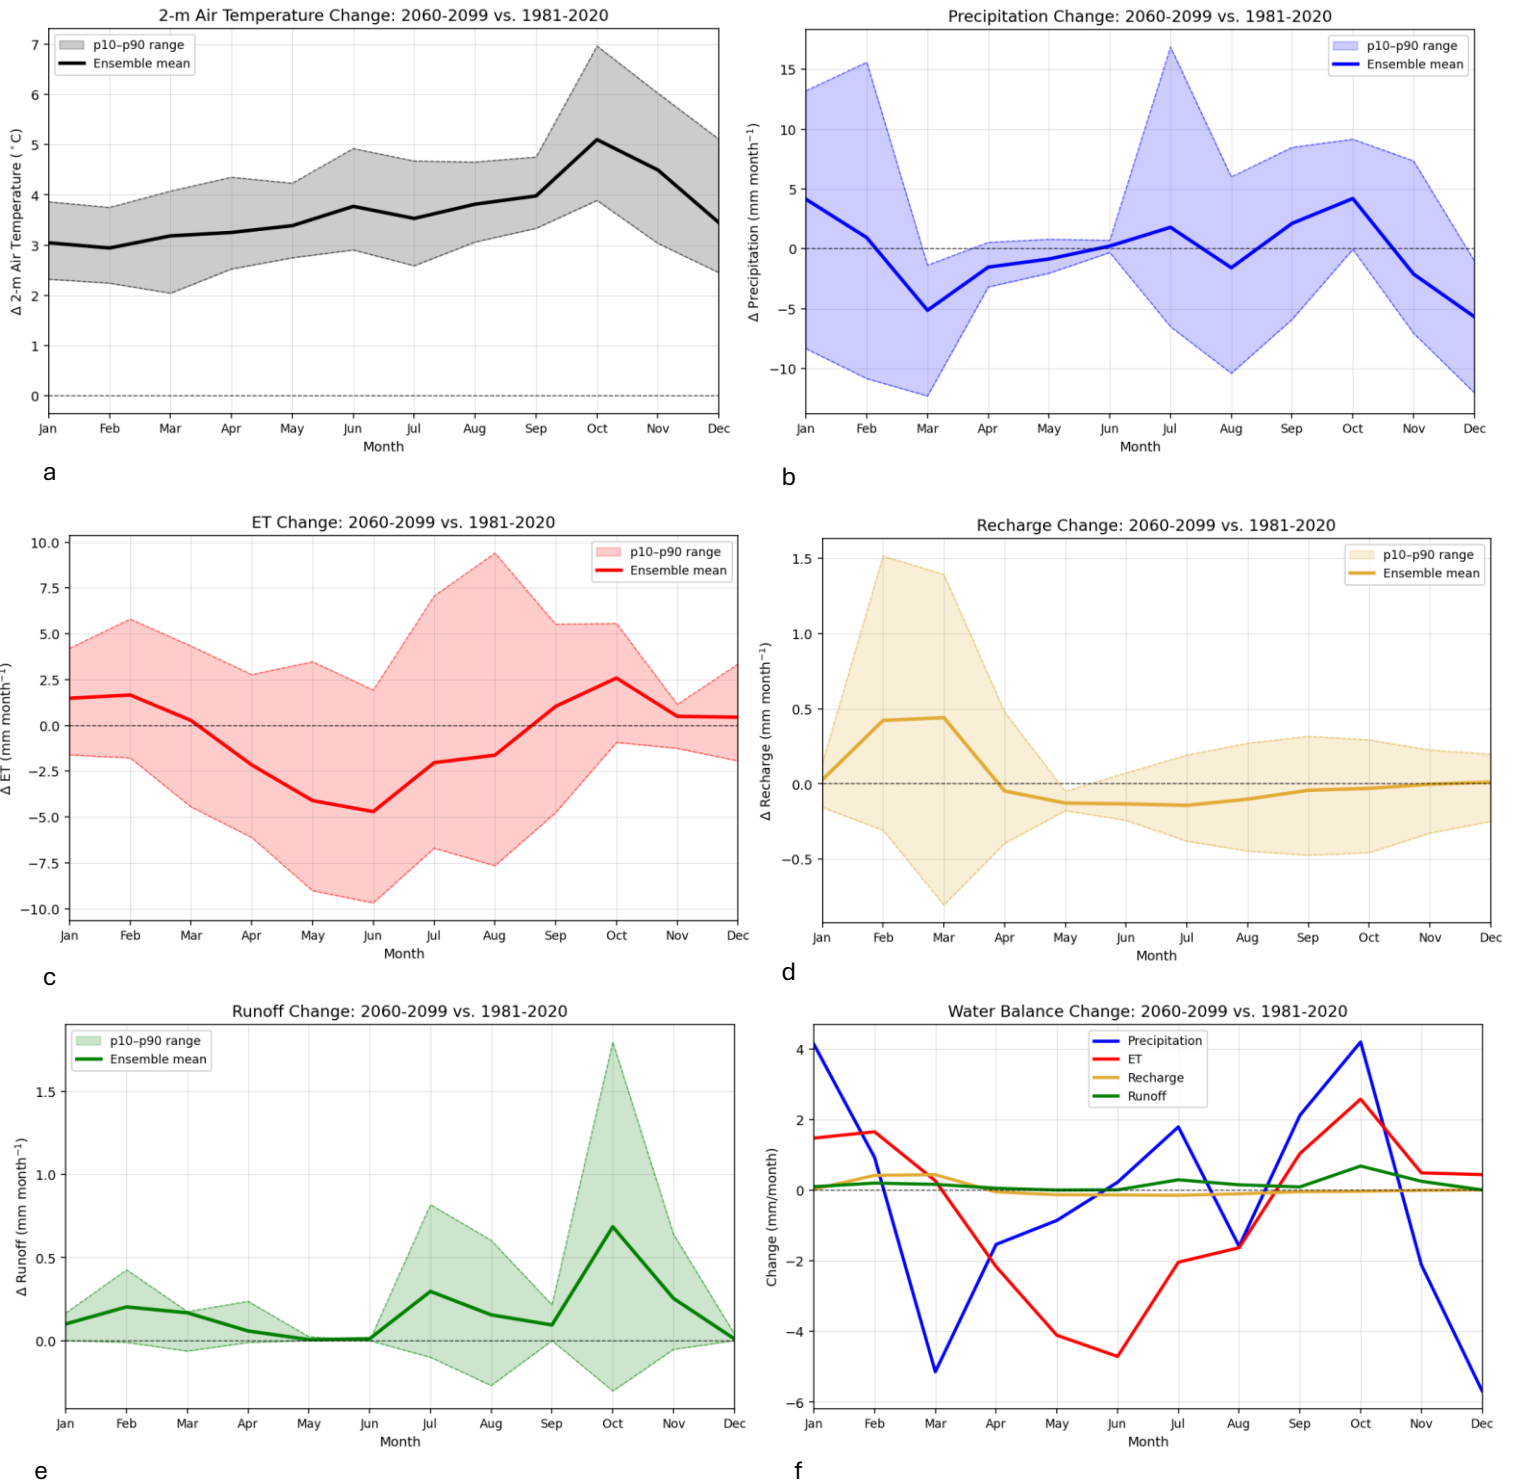 2-m Air Temperature Change: 2060-2099 vs. 1981-2020
p10–p90 range
Ensemble mean
Δ 2-m Air Temperature (°C)
7
6
5
4
3
2
1
0
Jan Feb Mar Apr May Jun Jul Aug Sep Oct Nov Dec
Month
a
Precipitation Change: 2060-2099 vs. 1981-2020
p10–p90 range
Ensemble mean
Δ Precipitation (mm month⁻¹)
15
10
5
0
−5
−10
Jan Feb Mar Apr May Jun Jul Aug Sep Oct Nov Dec
Month
b
ET Change: 2060-2099 vs. 1981-2020
p10–p90 range
Ensemble mean
Δ ET (mm month⁻¹)
10.0
7.5
5.0
2.5
0.0
−2.5
−5.0
−7.5
−10.0
Jan Feb Mar Apr May Jun Jul Aug Sep Oct Nov Dec
Month
c
Recharge Change: 2060-2099 vs. 1981-2020
p10–p90 range
Ensemble mean
Δ Recharge (mm month⁻¹)
1.5
1.0
0.5
0.0
−0.5
Jan Feb Mar Apr May Jun Jul Aug Sep Oct Nov Dec
Month
d
Runoff Change: 2060-2099 vs. 1981-2020
p10–p90 range
Ensemble mean
Δ Runoff (mm month⁻¹)
1.5
1.0
0.5
0.0
Jan Feb Mar Apr May Jun Jul Aug Sep Oct Nov Dec
Month
e
Water Balance Change: 2060-2099 vs. 1981-2020
Precipitation
ET
Recharge
Runoff
Change (mm/month)
4
2
0
−2
−4
−6
Jan Feb Mar Apr May Jun Jul Aug Sep Oct Nov Dec
Month
f